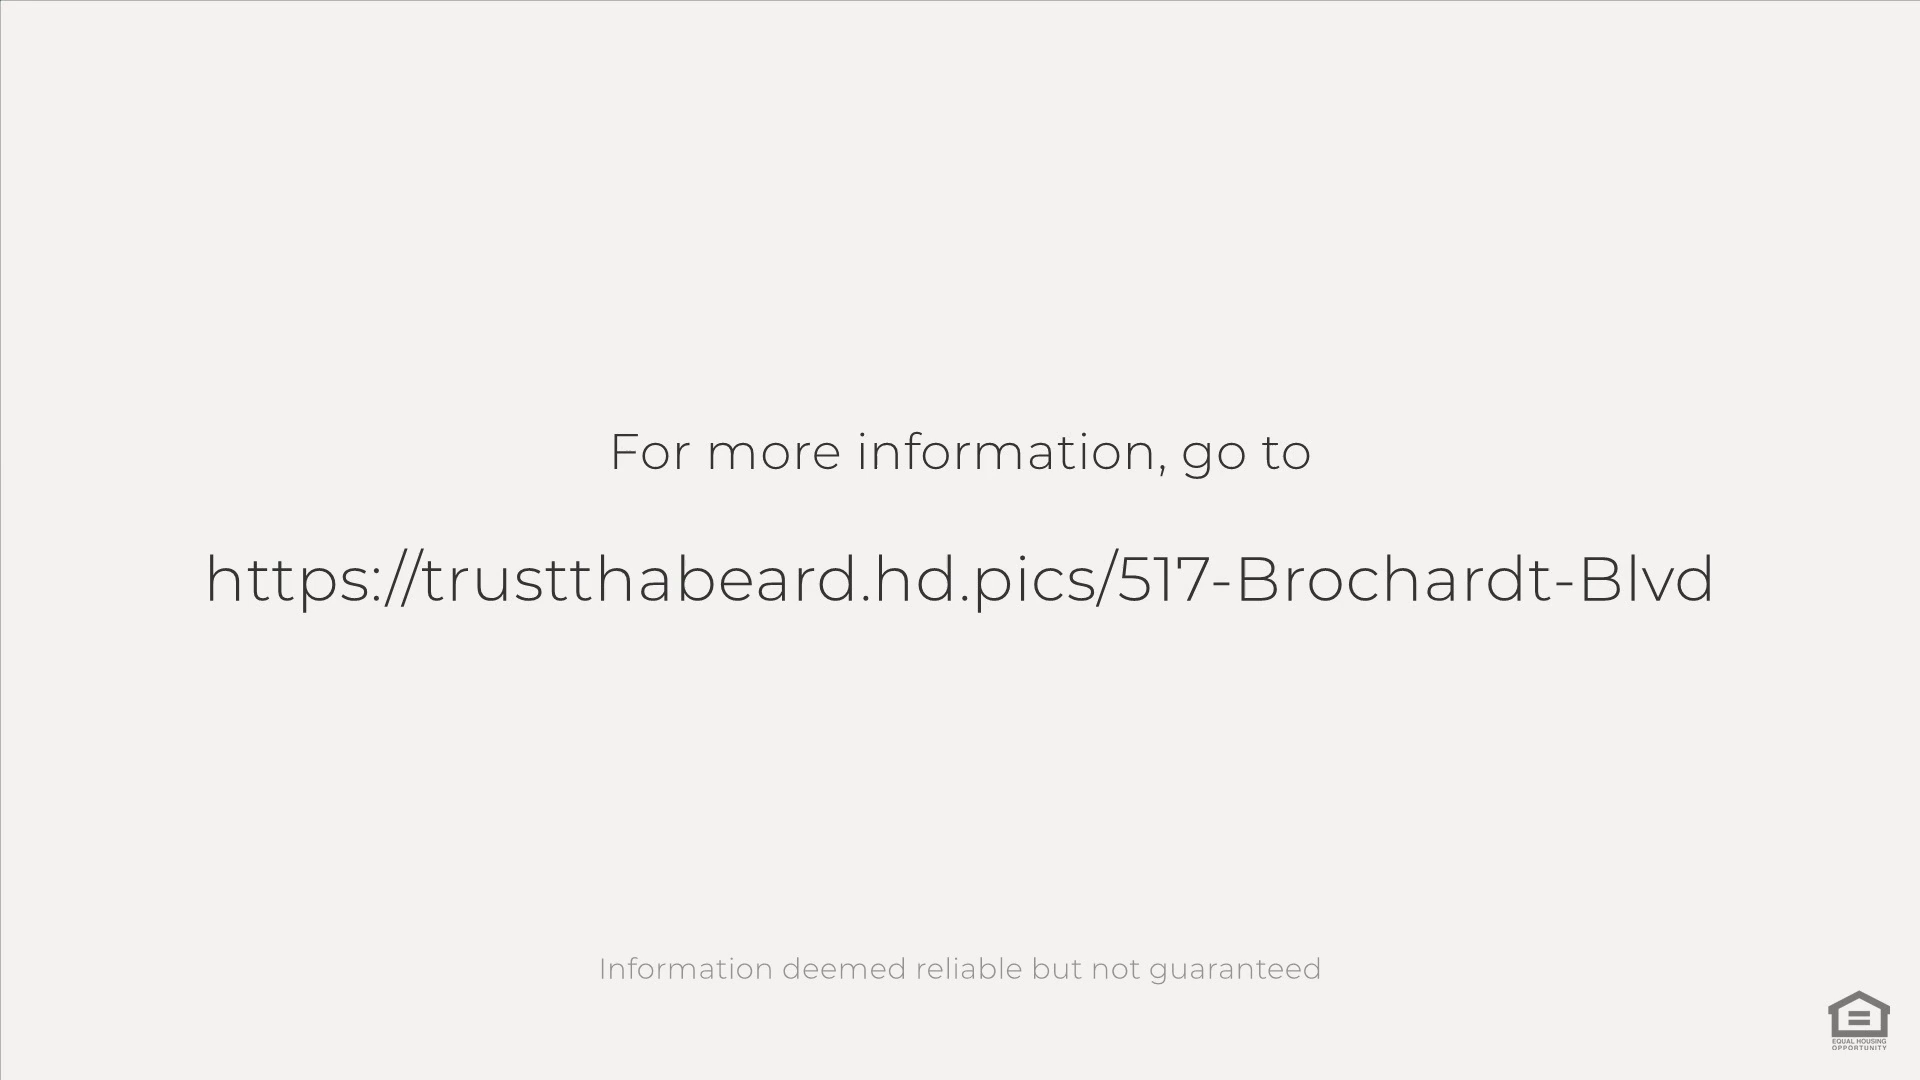 For more information, go to
https://trustthabeard.hd.pics/517-Brochardt-Blvd
Information deemed reliable but not guaranteed
EQUAL HOUSING
OPPORTUNITY